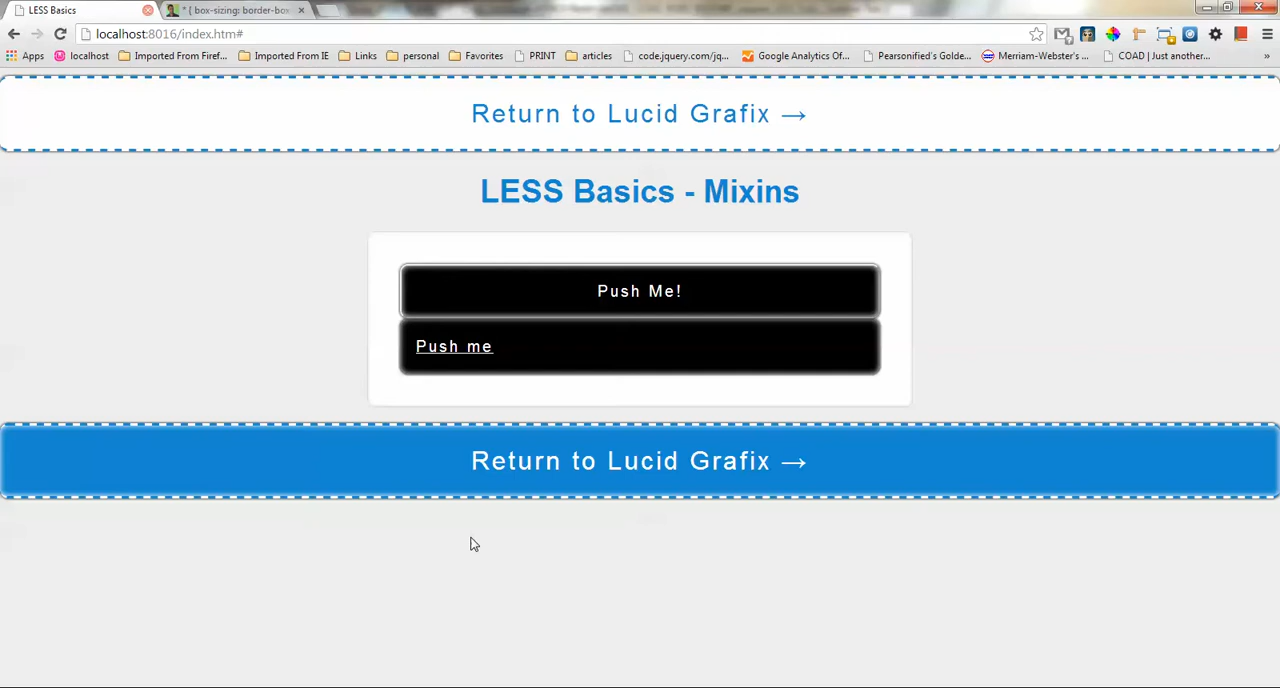 LESS Basics
* { box-sizing: border-box
localhost:8016/index.htm#
Apps localhost Imported From Firef... Imported From IE Links personal favorites PRINT articles code.jquery.com/jq... Google Analytics Of... Pearsonified's Golde... Merriam-Webster's ... COAD | Just another... »
Return to Lucid Grafix →
LESS Basics - Mixins
Push Me!
Push me
Return to Lucid Grafix →